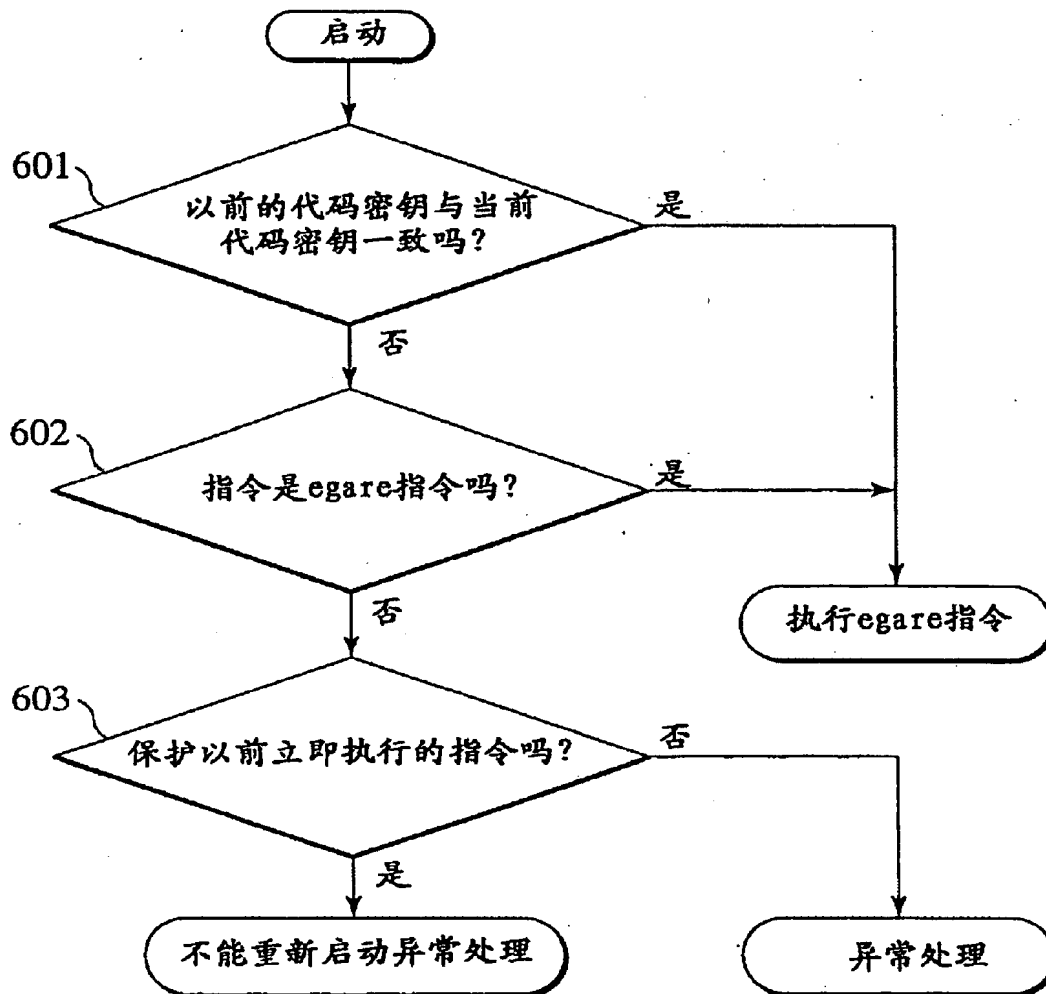 启动
601
以前的代码密钥与当前
代码密钥一致吗?
是
否
602
指令是egare指令吗?
是
否
执行egare指令
603
保护以前立即执行的指令吗?
否
是
不能重新启动异常处理
异常处理